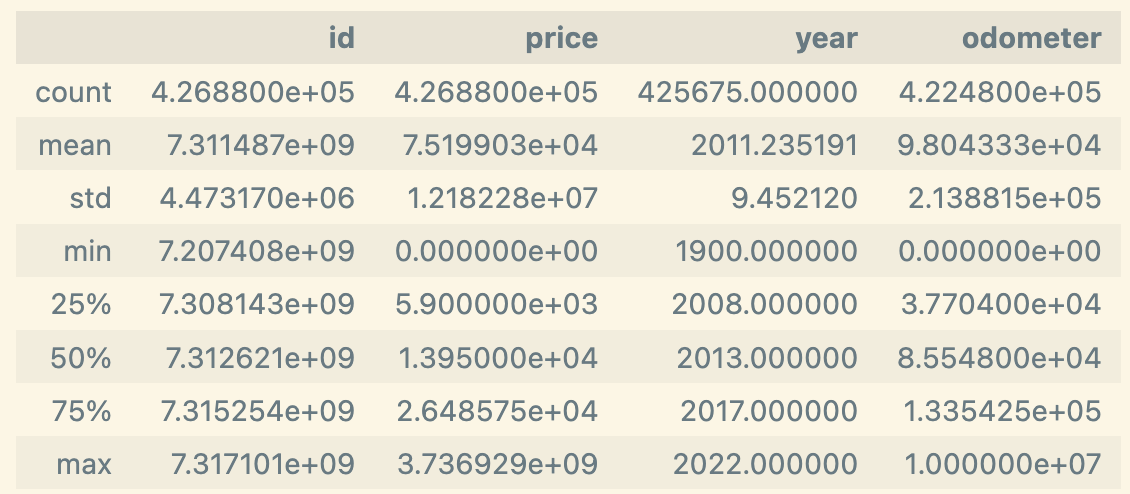 id price year odometer
count 4.268800e+05 4.268800e+05 425675.000000 4.224800e+05
mean 7.311487e+09 7.519903e+04 2011.235191 9.804333e+04
std 4.473170e+06 1.218228e+07 9.452120 2.138815e+05
min 7.207408e+09 0.000000e+00 1900.000000 0.000000e+00
25% 7.308143e+09 5.900000e+03 2008.000000 3.770400e+04
50% 7.312621e+09 1.395000e+04 2013.000000 8.554800e+04
75% 7.315254e+09 2.648575e+04 2017.000000 1.335425e+05
max 7.317101e+09 3.736929e+09 2022.000000 1.000000e+07